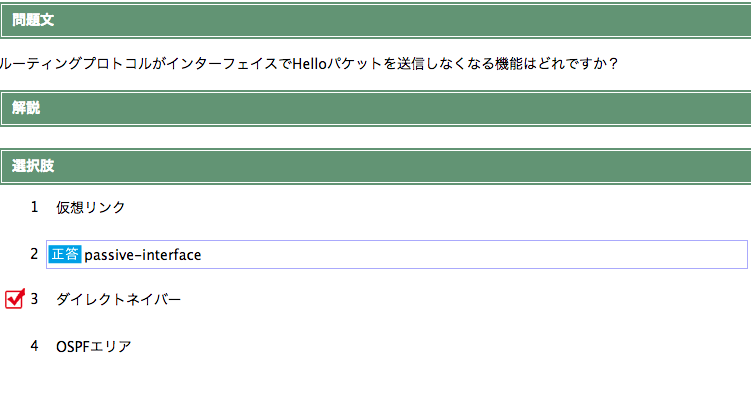 問題文
ルーティングプロトコルがインターフェイスでHelloパケットを送信しなくなる機能はどれですか？
解説
選択肢
1 仮想リンク
2 正答 passive-interface
3 ダイレクトネイバー
4 OSPFエリア